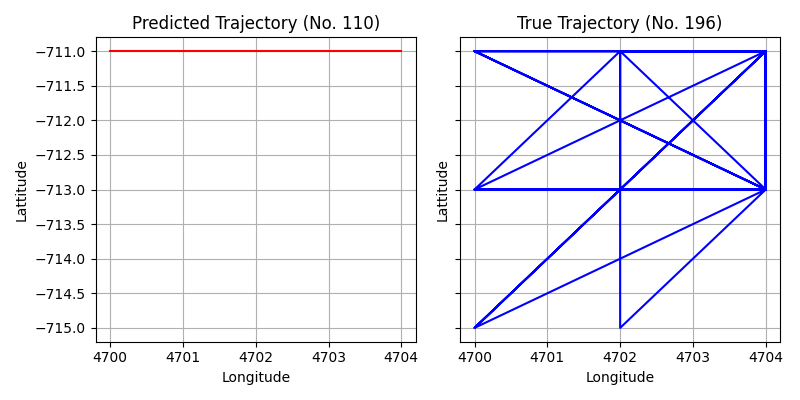 Predicted Trajectory (No. 110)
True Trajectory (No. 196)
Lattitude
−711.0
−711.5
−712.0
−712.5
−713.0
−713.5
−714.0
−714.5
−715.0
4700 4701 4702 4703 4704
Longitude
Lattitude
4700 4701 4702 4703 4704
Longitude